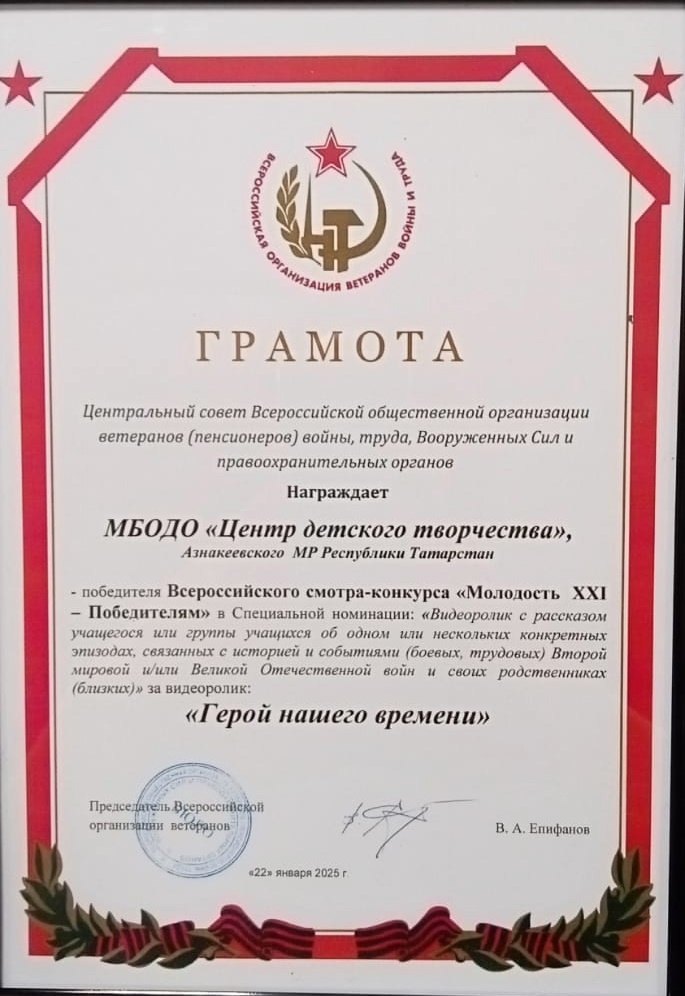 ВСЕРОССИЙСКАЯ ОРГАНИЗАЦИЯ ВЕТЕРАНОВ ВОЙНЫ И ТРУДА
ГРАМОТА
Центральный совет Всероссийской общественной организации
ветеранов (пенсионеров) войны, труда, Вооруженных Сил и
правоохранительных органов
Награждает
МБОДО «Центр детского творчества»,
Азнакеевского МР Республики Татарстан
- победителя Всероссийского смотра-конкурса «Молодость XXI
– Победителям» в Специальной номинации: «Видеоролик с рассказом
учащегося или группы учащихся об одном или нескольких конкретных
эпизодах, связанных с историей и событиями (боевых, трудовых) Второй
мировой и/или Великой Отечественной войн и своих родственниках
(близких)» за видеоролик:
«Герой нашего времени»
Председатель Всероссийской
организации ветеранов
В. А. Епифанов
«22» января 2025 г.